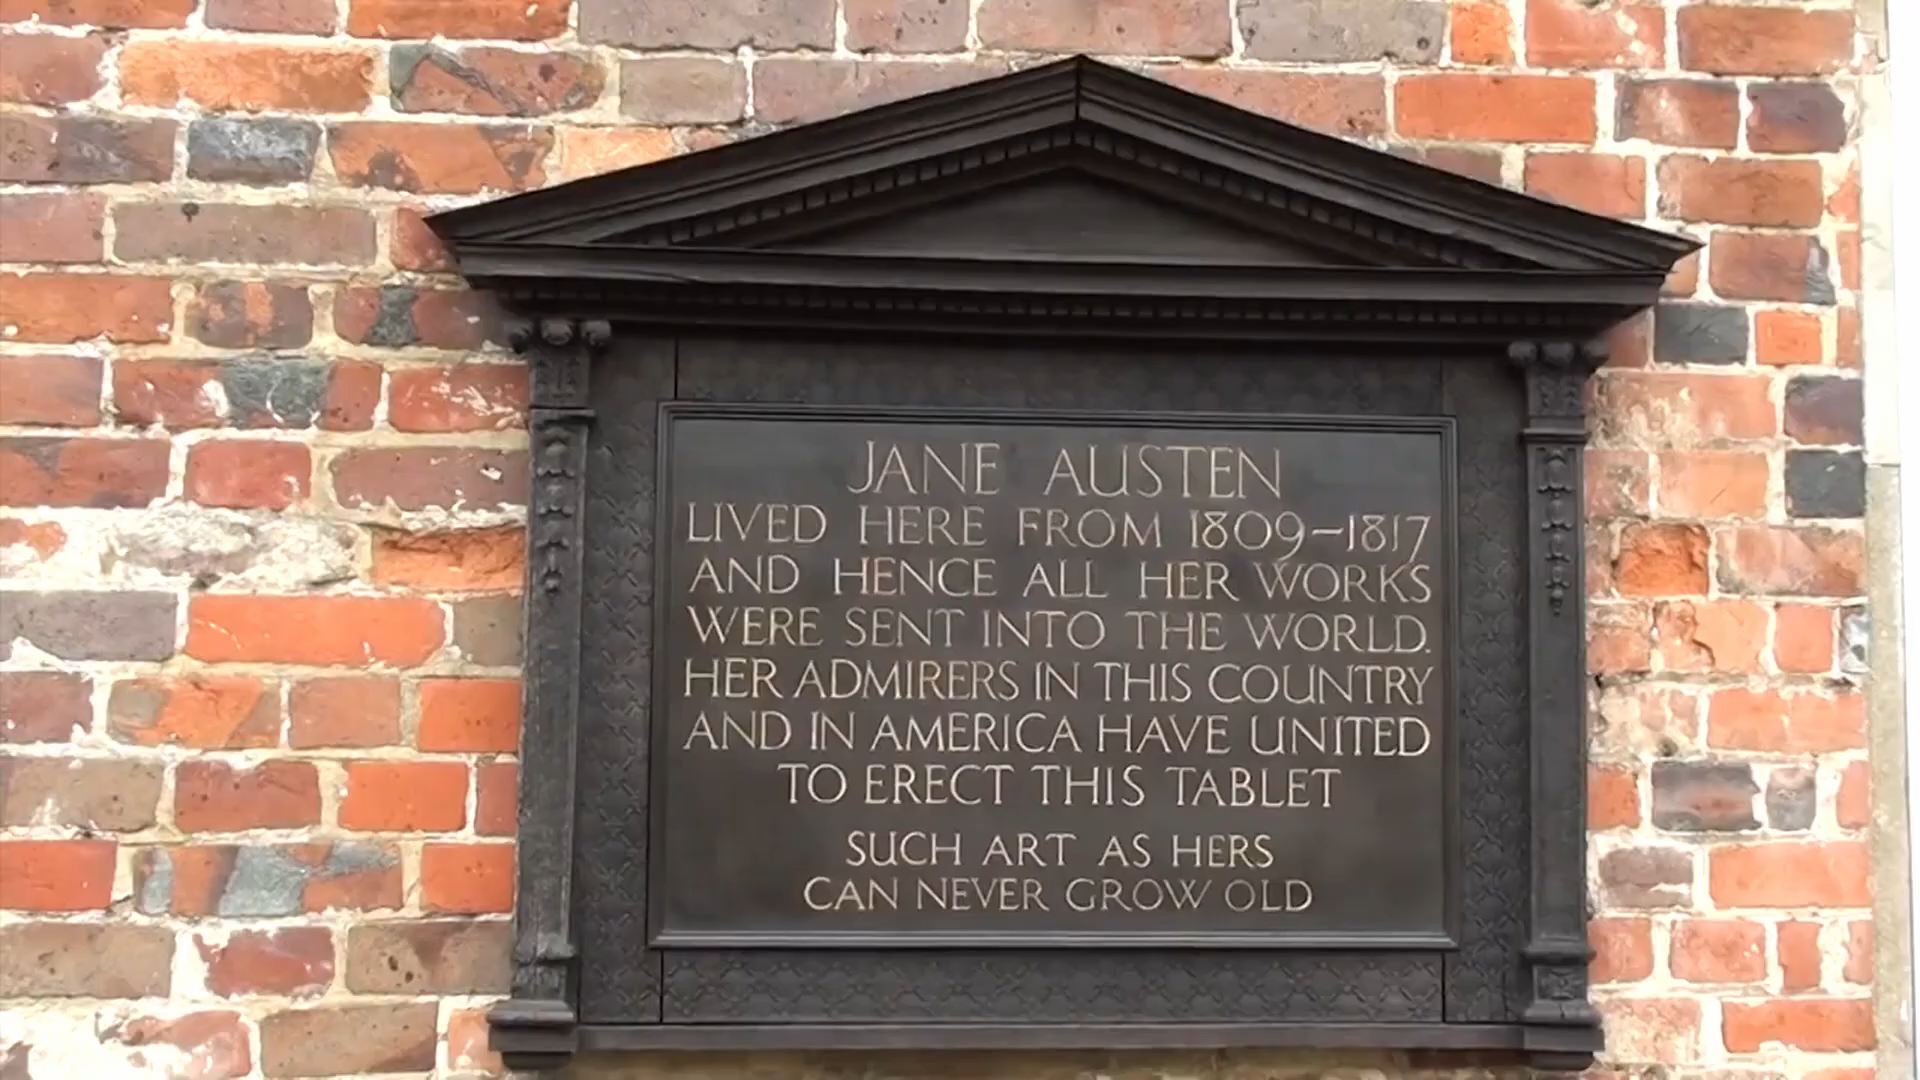 JANE AUSTEN
LIVED HERE FROM 1809-1817
AND HENCE ALL HER WORKS
WERE SENT INTO THE WORLD.
HER ADMIRERS IN THIS COUNTRY
AND IN AMERICA HAVE UNITED
TO ERECT THIS TABLET
SUCH ART AS HERS
CAN NEVER GROW OLD